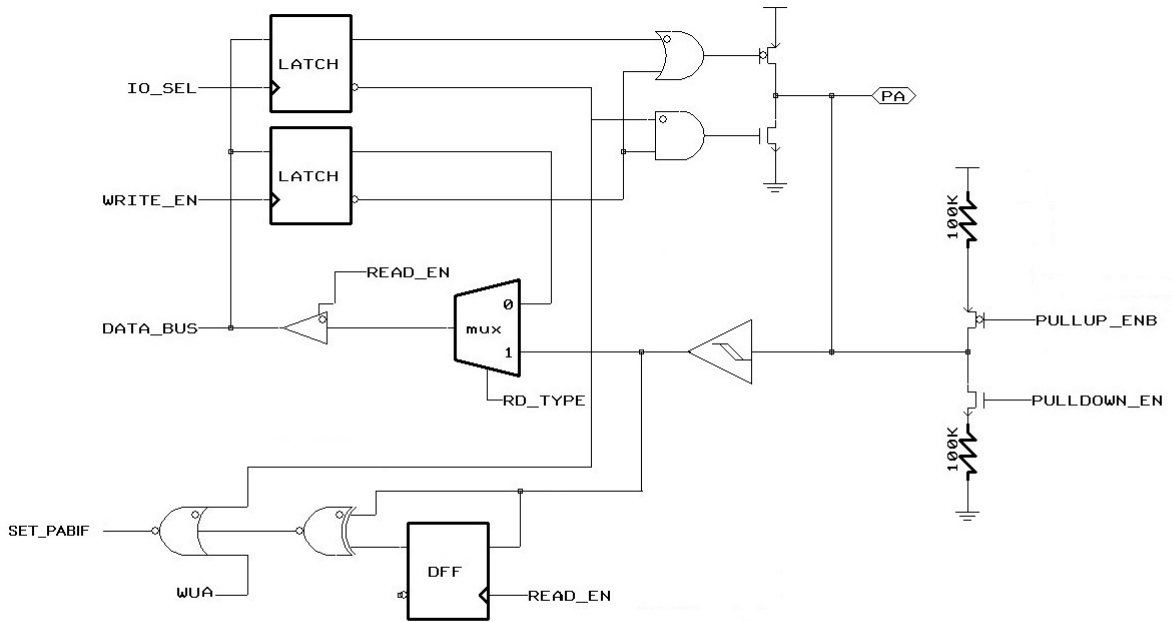 LATCH
IO_SEL
PA
LATCH
WRITE_EN
100K
READ_EN
0
DATA_BUS
mux
PULLUP_ENB
1
RD_TYPE
PULLDOWN_EN
100K
SET_PABIF
DFF
WUA
READ_EN